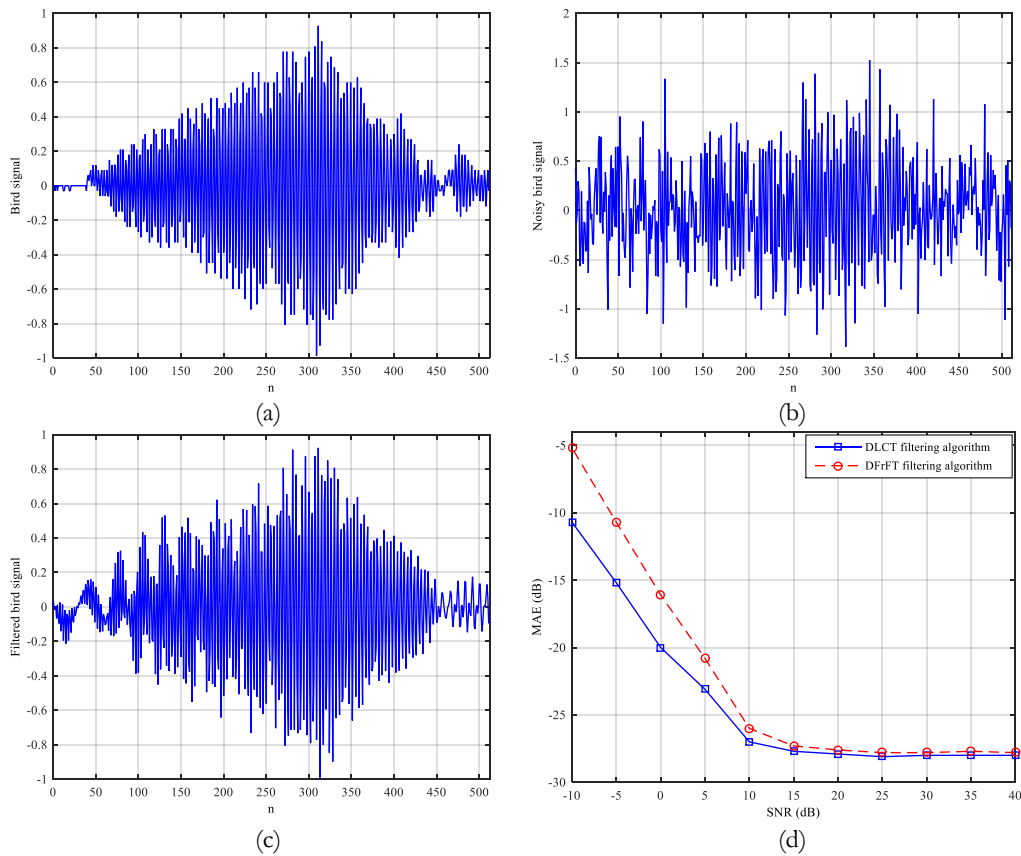 1
0.8
0.6
0.4
0.2
0
-0.2
-0.4
-0.6
-0.8
-1
Bird signal
0 50 100 150 200 250 300 350 400 450 500
n
(a)
2
1.5
1
0.5
0
-0.5
-1
-1.5
Noisy bird signal
0 50 100 150 200 250 300 350 400 450 500
n
(b)
1
0.8
0.6
0.4
0.2
0
-0.2
-0.4
-0.6
-0.8
-1
Filtered bird signal
0 50 100 150 200 250 300 350 400 450 500
n
(c)
DLCT filtering algorithm
DFrFT filtering algorithm
-5
-10
-15
-20
-25
-30
MAE (dB)
-10 -5 0 5 10 15 20 25 30 35 40
SNR (dB)
(d)